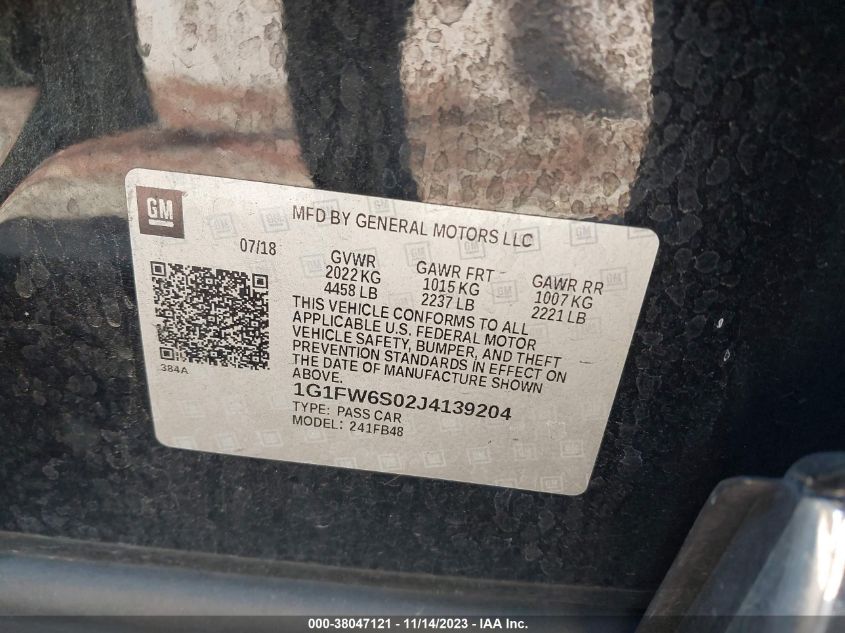 GM
MFD BY GENERAL MOTORS LLC
07/18
GVWR
2022 KG
4458 LB
GAWR FRT
1015 KG
2237 LB
GAWR RR
1007 KG
2221 LB
THIS VEHICLE CONFORMS TO ALL
APPLICABLE U.S. FEDERAL MOTOR
VEHICLE SAFETY, BUMPER, AND THEFT
PREVENTION STANDARDS IN EFFECT ON
THE DATE OF MANUFACTURE SHOWN
ABOVE.
384A
1G1FW6S02J4139204
TYPE: PASS CAR
MODEL: 241FB48
000-38047121 - 11/14/2023 - IAA Inc.